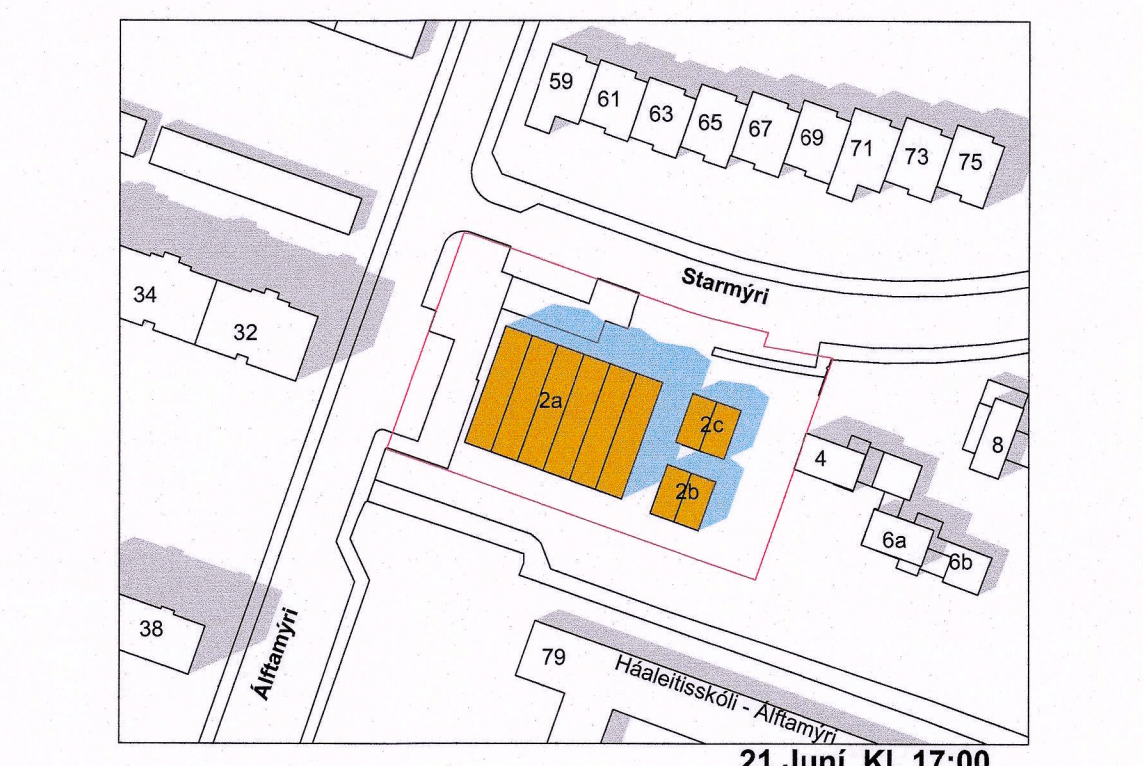 59
61
63
65
67
69
71
73
75
Starmýri
34
32
2a
2c
2b
4
8
6a
6b
38
Álftamýri
79
Háaleitisskóli - Álftamýri
21 Juní Kl. 17:00